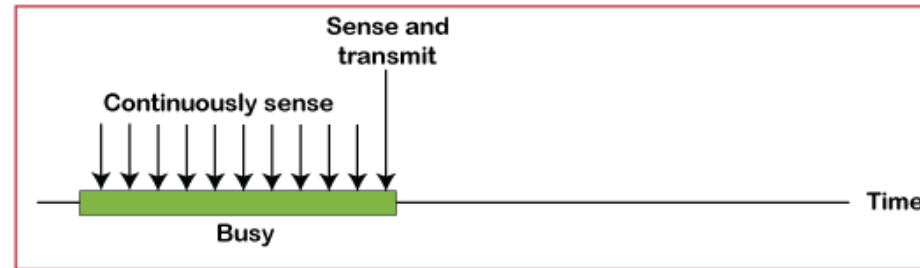 Sense and
transmit
Continuously sense
Time
Busy